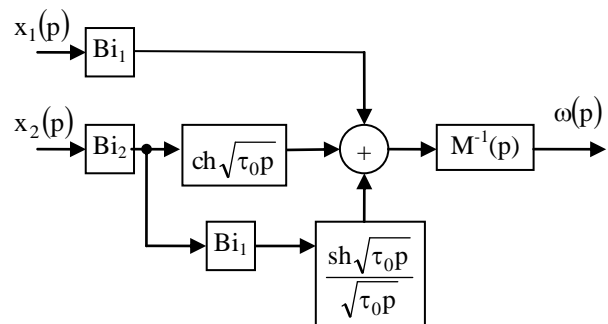 x₁(p)
Bi₁
x₂(p)
Bi₂
ch√τ₀p
+
M⁻¹(p)
ω(p)
Bi₁
sh√τ₀p
√τ₀p